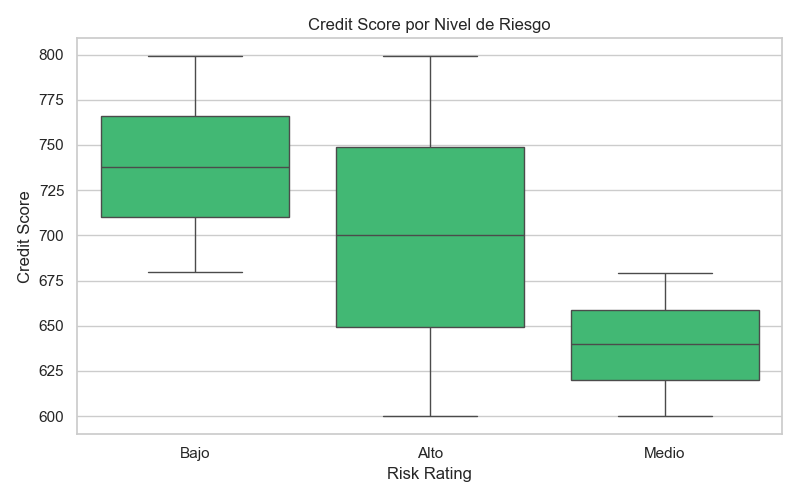 Credit Score por Nivel de Riesgo
Credit Score
800
775
750
725
700
675
650
625
600
Bajo
Alto
Medio
Risk Rating